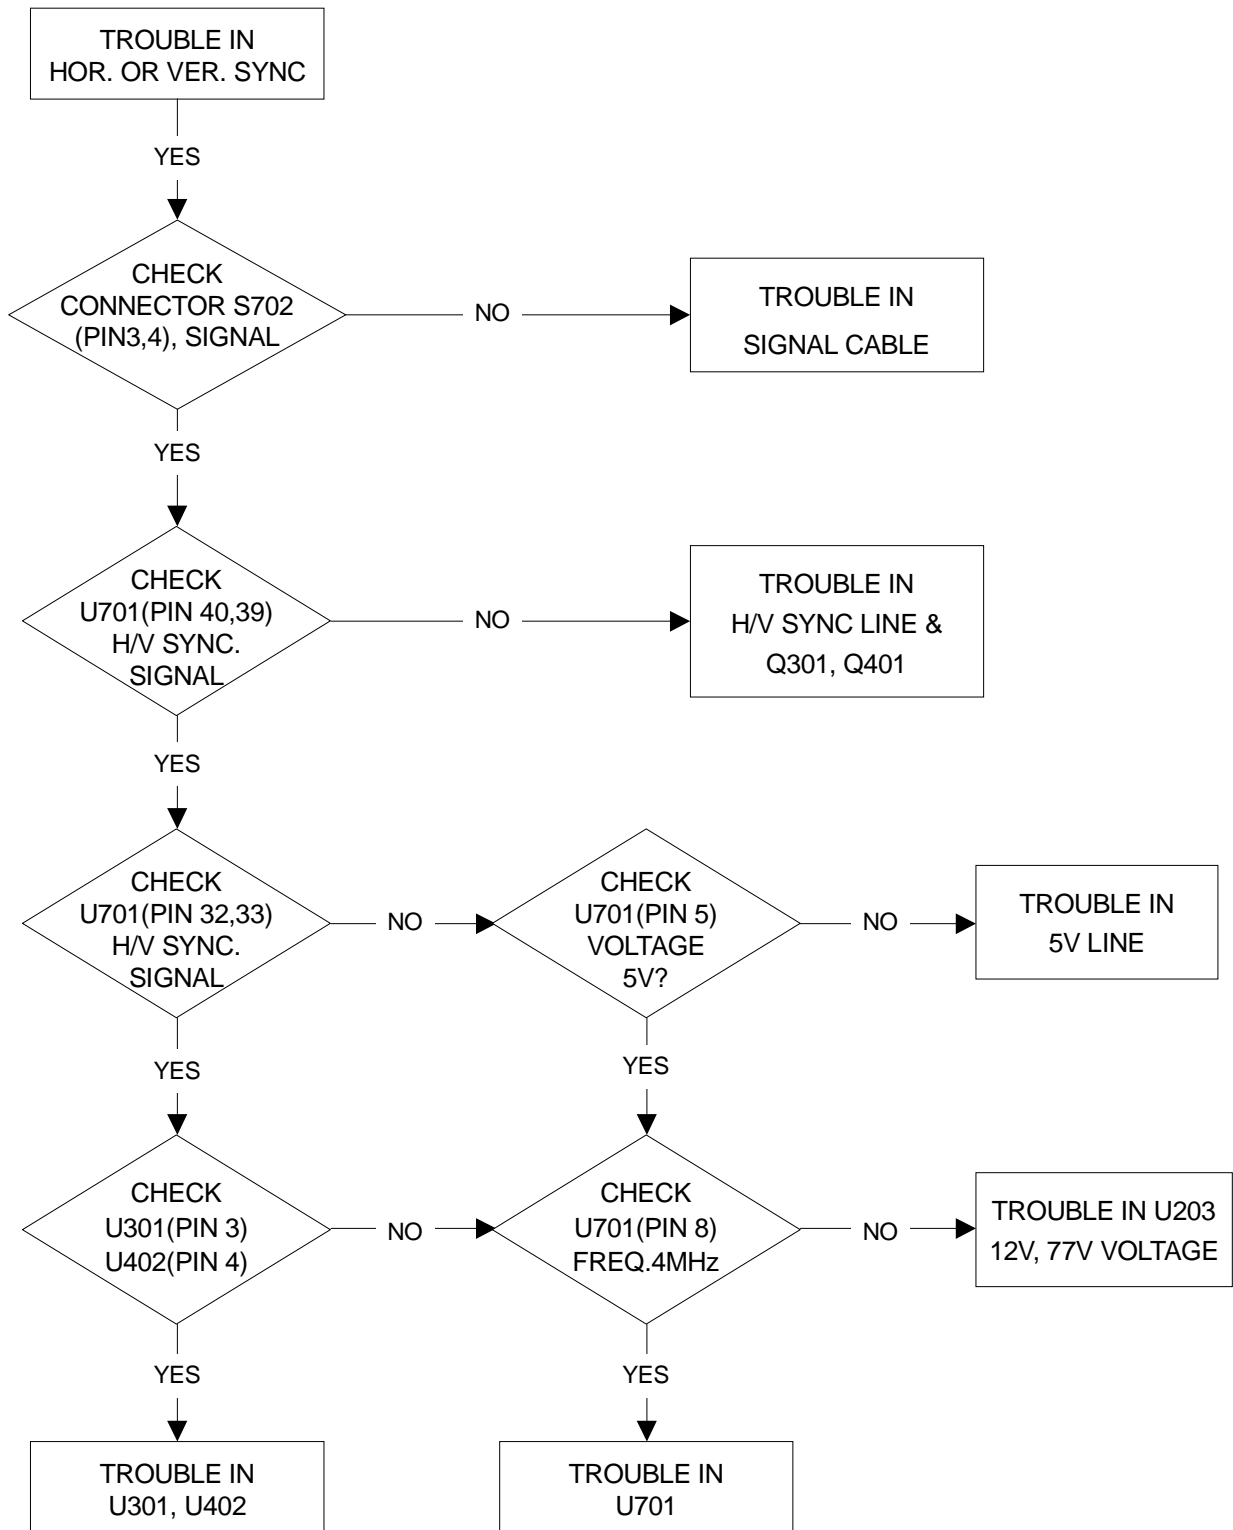 TROUBLE IN
HOR. OR VER. SYNC
YES
CHECK
CONNECTOR S702
(PIN3,4), SIGNAL
NO
TROUBLE IN
SIGNAL CABLE
YES
CHECK
U701(PIN 40,39)
H/V SYNC.
SIGNAL
NO
TROUBLE IN
H/V SYNC LINE &
Q301, Q401
YES
CHECK
U701(PIN 32,33)
H/V SYNC.
SIGNAL
NO
CHECK
U701(PIN 5)
VOLTAGE
5V?
NO
TROUBLE IN
5V LINE
YES
YES
CHECK
U301(PIN 3)
U402(PIN 4)
NO
CHECK
U701(PIN 8)
FREQ.4MHz
NO
TROUBLE IN U203
12V, 77V VOLTAGE
YES
YES
TROUBLE IN
U301, U402
TROUBLE IN
U701